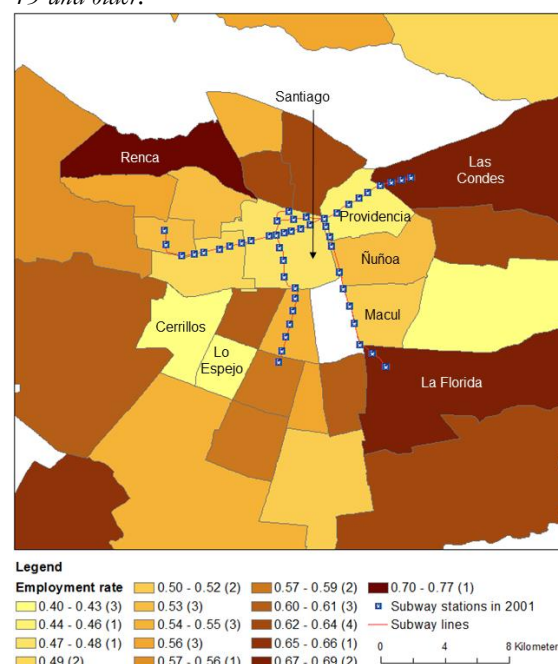 15 and older.
Santiago
Renca
Las
Condes
Providencia
Ñuñoa
Macul
Cerrillos
Lo
Espejo
La Florida
Legend
Employment rate
0.40 - 0.43 (3)
0.44 - 0.46 (1)
0.47 - 0.48 (1)
0.49 (2)
0.50 - 0.52 (2)
0.53 (3)
0.54 - 0.55 (3)
0.56 (3)
0.57 - 0.56 (1)
0.57 - 0.59 (2)
0.60 - 0.61 (3)
0.62 - 0.64 (4)
0.65 - 0.66 (1)
0.67 - 0.69 (2)
0.70 - 0.77 (1)
Subway stations in 2001
Subway lines
0 4 8 Kilometer